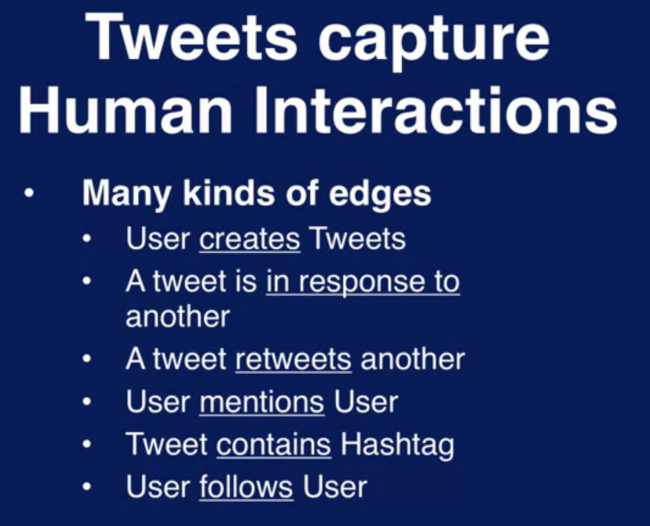 Tweets capture
Human Interactions
• Many kinds of edges
• User creates Tweets
• A tweet is in response to
another
• A tweet retweets another
• User mentions User
• Tweet contains Hashtag
• User follows User